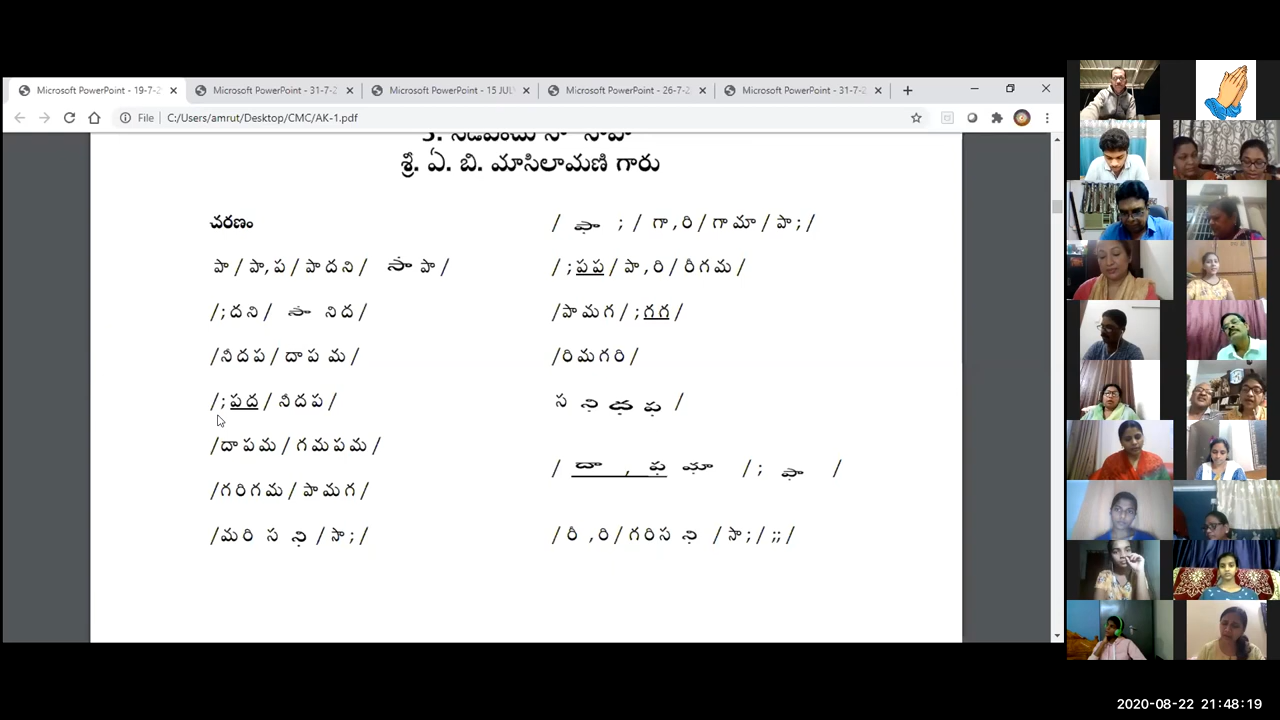 Microsoft PowerPoint - 19-7-2
Microsoft PowerPoint - 31-7-2
Microsoft PowerPoint - 15 JUL
Microsoft PowerPoint - 26-7-2
Microsoft PowerPoint - 31-7-2
File | C:/Users/amrut/Desktop/CMC/AK-1.pdf
శ్రీ. ఏ. బి. మాసిలామణి గారు
చరణం
పా / పా, ప / పాదని / సా పా /
/ ; దని / సా నిద /
/ నిదప / దాప మ /
/ ; పద / నీదప /
/ దాపమ / గమపమ /
/ గరిగమ / పామగ /
/ మరి స ని / సా ; /
/ పా ; / గా , రి / గామా / పా ; /
/ ; పప / పా , రి / రీగమ /
/ పామగ / ; గగ /
/ రిమగరి /
స ని ద ప /
/ దా , ప మా / ; పా /
/ రీ , రి / గరిస ని / సా ; / ;; /
2020-08-22 21:48:19